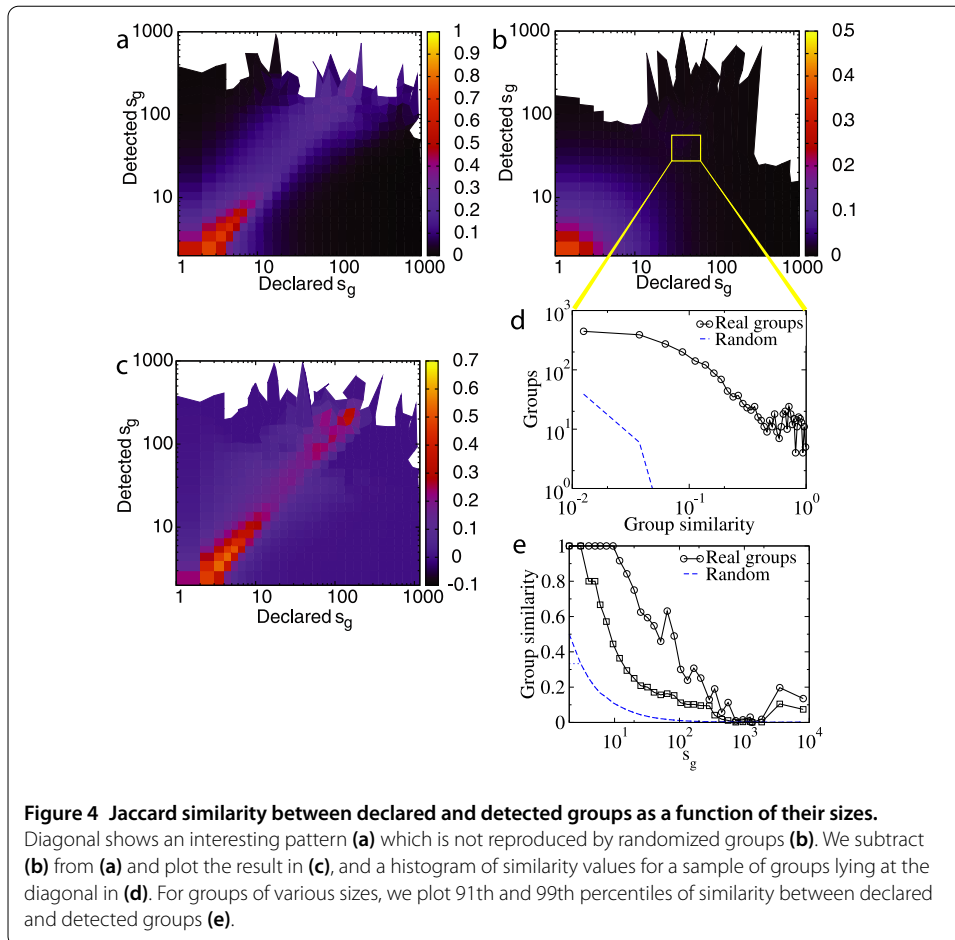 a
1000
100
10
Detected s_g
1 10 100 1000
Declared s_g
1
0.9
0.8
0.7
0.6
0.5
0.4
0.3
0.2
0.1
0
b
1000
100
10
Detected s_g
1 10 100 1000
Declared s_g
0.5
0.4
0.3
0.2
0.1
0
c
1000
100
10
Detected s_g
1 10 100 1000
Declared s_g
0.7
0.6
0.5
0.4
0.3
0.2
0.1
0
-0.1
d
10^3
10^2
10^1
10^0
Groups
Real groups
Random
10^-2 10^-1 10^0
Group similarity
e
1
0.8
0.6
0.4
0.2
0
Group similarity
Real groups
Random
10^1 10^2 10^3 10^4
s_g
Figure 4 Jaccard similarity between declared and detected groups as a function of their sizes.
Diagonal shows an interesting pattern (a) which is not reproduced by randomized groups (b). We subtract
(b) from (a) and plot the result in (c), and a histogram of similarity values for a sample of groups lying at the
diagonal in (d). For groups of various sizes, we plot 91th and 99th percentiles of similarity between declared
and detected groups (e).